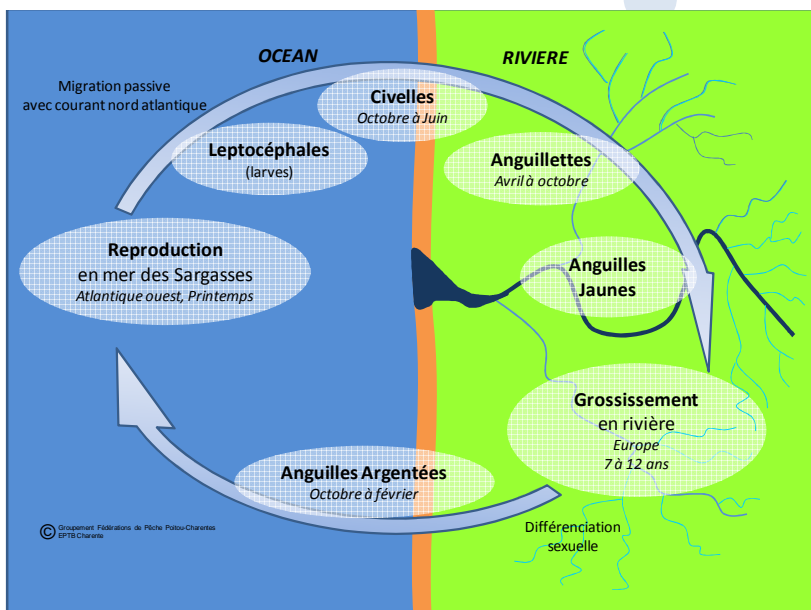 OCEAN
RIVIERE
Migration passive
avec courant nord atlantique
Civelles
Octobre à Juin
Leptocéphales
(larves)
Anguillettes
Avril à octobre
Reproduction
en mer des Sargasses
Atlantique ouest, Printemps
Anguilles
Jaunes
Grossissement
en rivière
Europe
7 à 12 ans
Anguilles Argentées
Octobre à février
Différenciation
sexuelle
© Groupement Fédérations de Pêche Poitou-Charentes
EPTB Charente